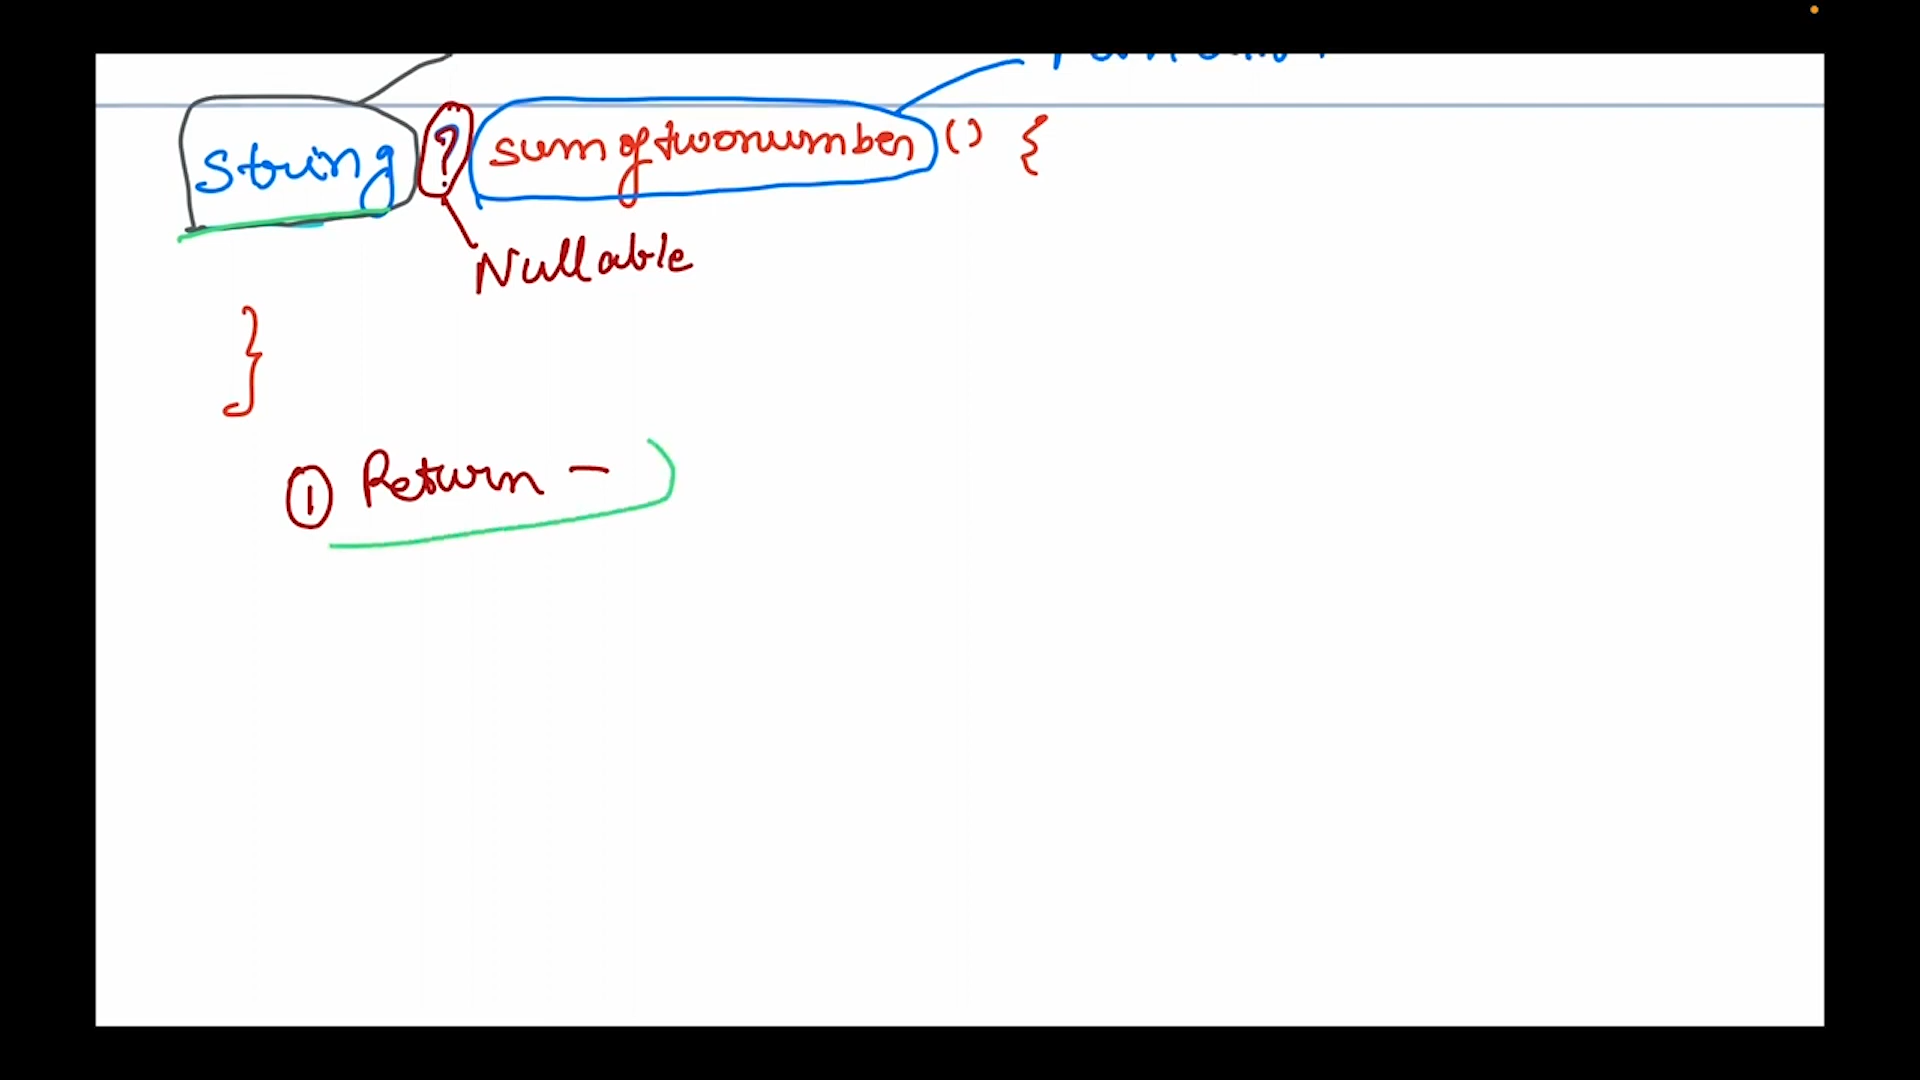 String ? sumoftwonumber () {
Nullable
}
① Return -